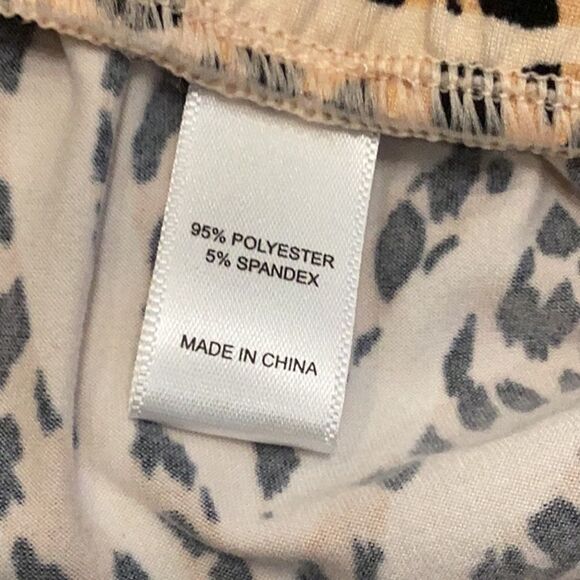 95% POLYESTER
5% SPANDEX
MADE IN CHINA